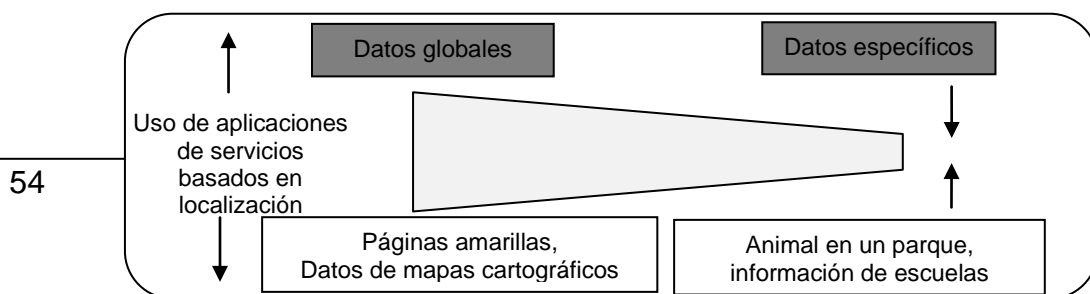 Datos globales
Datos específicos
Uso de aplicaciones
de servicios
basados en
localización
54
Páginas amarillas,
Datos de mapas cartográficos
Animal en un parque,
información de escuelas